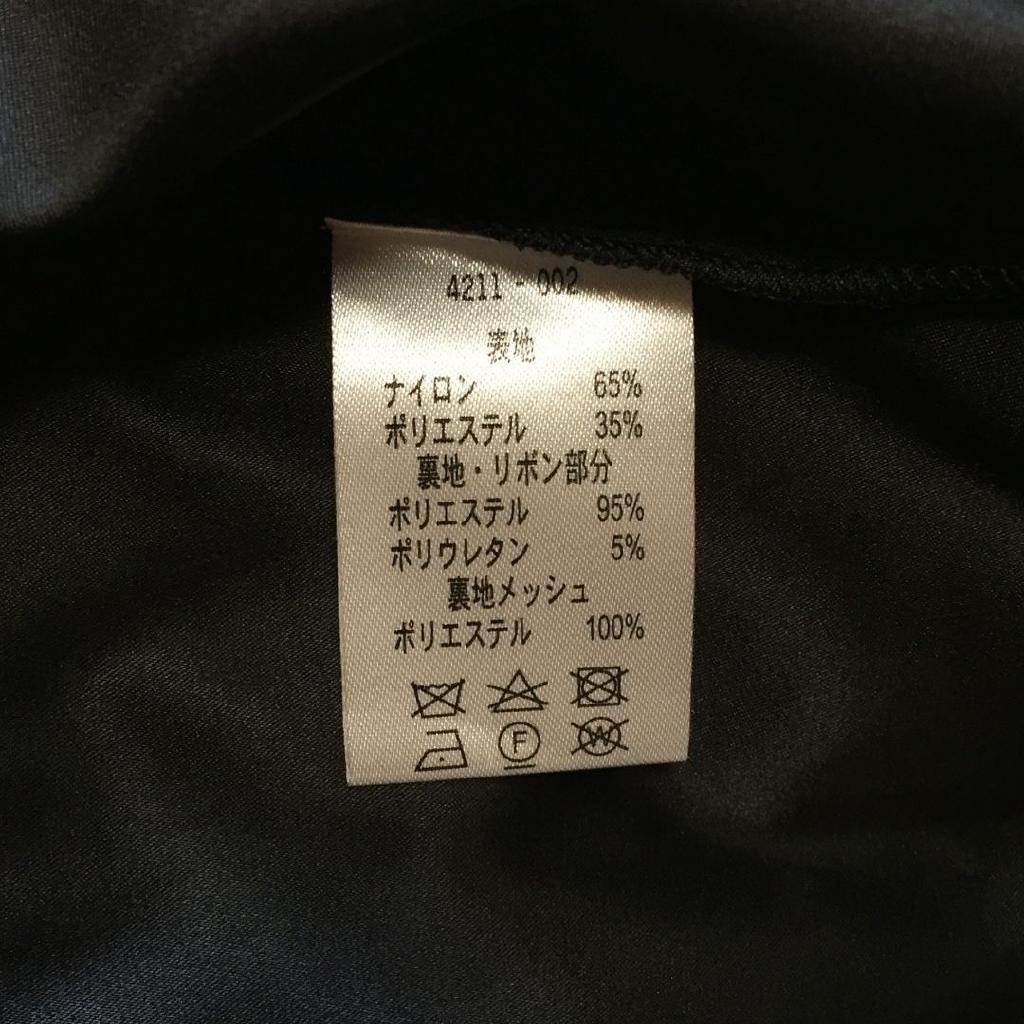 4211 - 002
表地
ナイロン 65%
ポリエステル 35%
裏地・リボン部分
ポリエステル 95%
ポリウレタン 5%
裏地メッシュ
ポリエステル 100%
F W